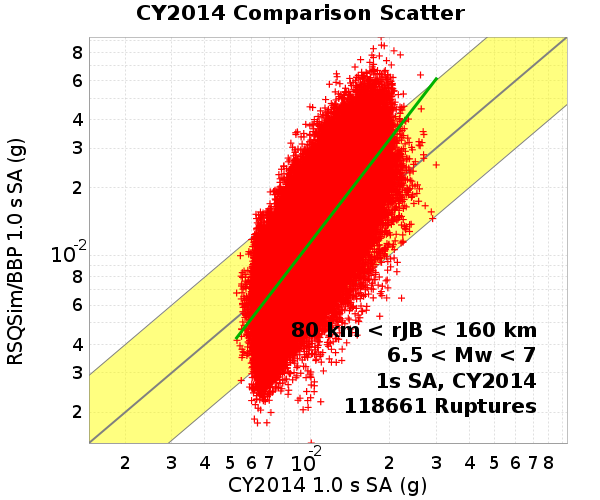 CY2014 Comparison Scatter
RSQSim/BBP 1.0 s SA (g)
8
6
4
3
2
10-2
8
6
4
3
2
80 km < rJB < 160 km
6.5 < Mw < 7
1s SA, CY2014
118661 Ruptures
2 3 4 5 6 7 10-2 2 3 4 5 6 7 8
CY2014 1.0 s SA (g)